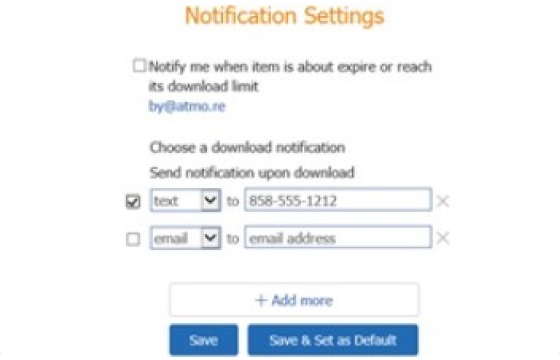 Notification Settings
Notify me when item is about expire or reach
its download limit
by@atmo.re
Choose a download notification
Send notification upon download
text to 858-555-1212
email to email address
+ Add more
Save Save & Set as Default